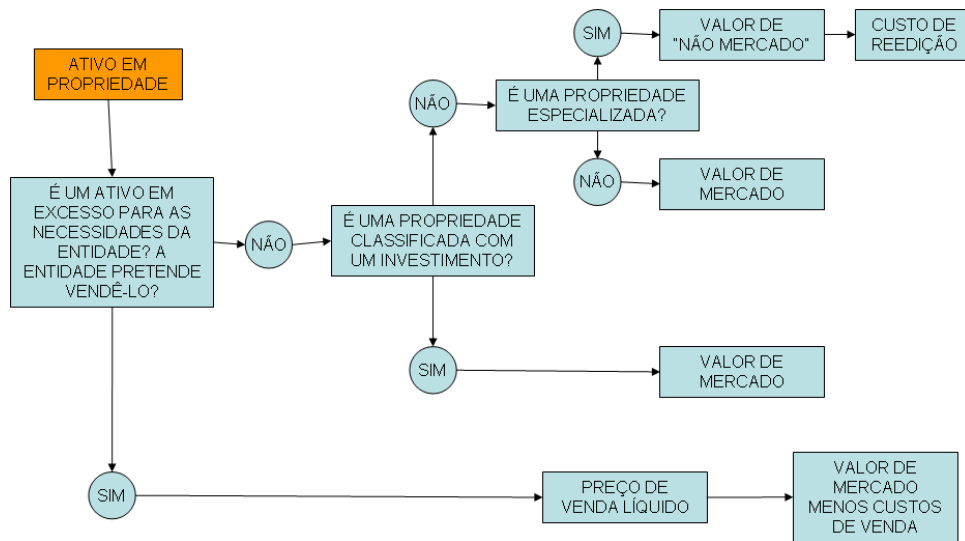 ATIVO EM
PROPRIEDADE
É UM ATIVO EM
EXCESSO PARA AS
NECESSIDADES DA
ENTIDADE? A
ENTIDADE PRETENDE
VENDÊ-LO?
NÃO
É UMA PROPRIEDADE
CLASSIFICADA COM
UM INVESTIMENTO?
NÃO
É UMA PROPRIEDADE
ESPECIALIZADA?
SIM
VALOR DE
"NÃO MERCADO"
CUSTO DE
REEDIÇÃO
NÃO
VALOR DE
MERCADO
SIM
VALOR DE
MERCADO
SIM
PREÇO DE
VENDA LÍQUIDO
VALOR DE
MERCADO
MENOS CUSTOS
DE VENDA